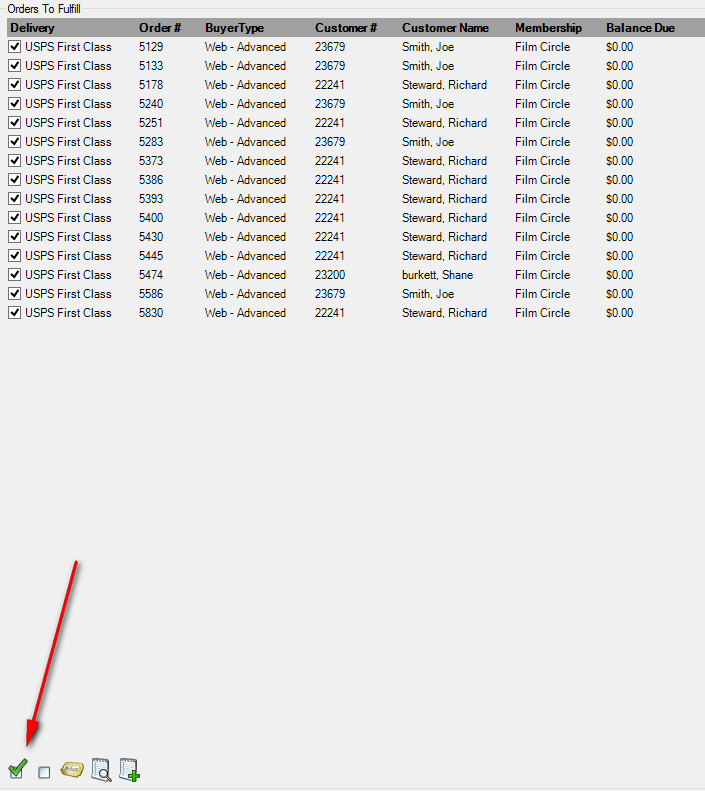 Orders To Fulfill
Delivery Order # BuyerType Customer # Customer Name Membership Balance Due
USPS First Class 5129 Web - Advanced 23679 Smith, Joe Film Circle $0.00
USPS First Class 5133 Web - Advanced 23679 Smith, Joe Film Circle $0.00
USPS First Class 5178 Web - Advanced 22241 Steward, Richard Film Circle $0.00
USPS First Class 5240 Web - Advanced 23679 Smith, Joe Film Circle $0.00
USPS First Class 5251 Web - Advanced 22241 Steward, Richard Film Circle $0.00
USPS First Class 5283 Web - Advanced 23679 Smith, Joe Film Circle $0.00
USPS First Class 5373 Web - Advanced 22241 Steward, Richard Film Circle $0.00
USPS First Class 5386 Web - Advanced 22241 Steward, Richard Film Circle $0.00
USPS First Class 5393 Web - Advanced 22241 Steward, Richard Film Circle $0.00
USPS First Class 5400 Web - Advanced 22241 Steward, Richard Film Circle $0.00
USPS First Class 5430 Web - Advanced 22241 Steward, Richard Film Circle $0.00
USPS First Class 5445 Web - Advanced 22241 Steward, Richard Film Circle $0.00
USPS First Class 5474 Web - Advanced 23200 burkett, Shane Film Circle $0.00
USPS First Class 5586 Web - Advanced 23679 Smith, Joe Film Circle $0.00
USPS First Class 5830 Web - Advanced 22241 Steward, Richard Film Circle $0.00